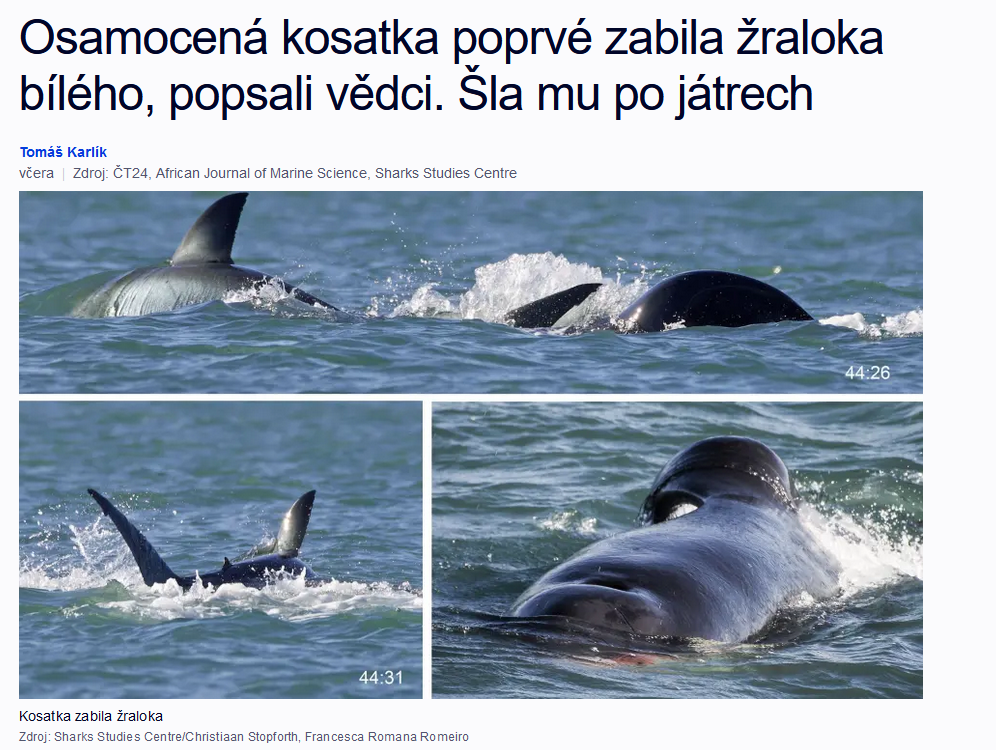 Osamocená kosatka poprvé zabila žraloka
bílého, popsali vědci. Šla mu po játrech
Tomáš Karlík
včera | Zdroj: ČT24, African Journal of Marine Science, Sharks Studies Centre
44:26
44:31
Kosatka zabila žraloka
Zdroj: Sharks Studies Centre/Christiaan Stopforth, Francesca Romana Romeiro